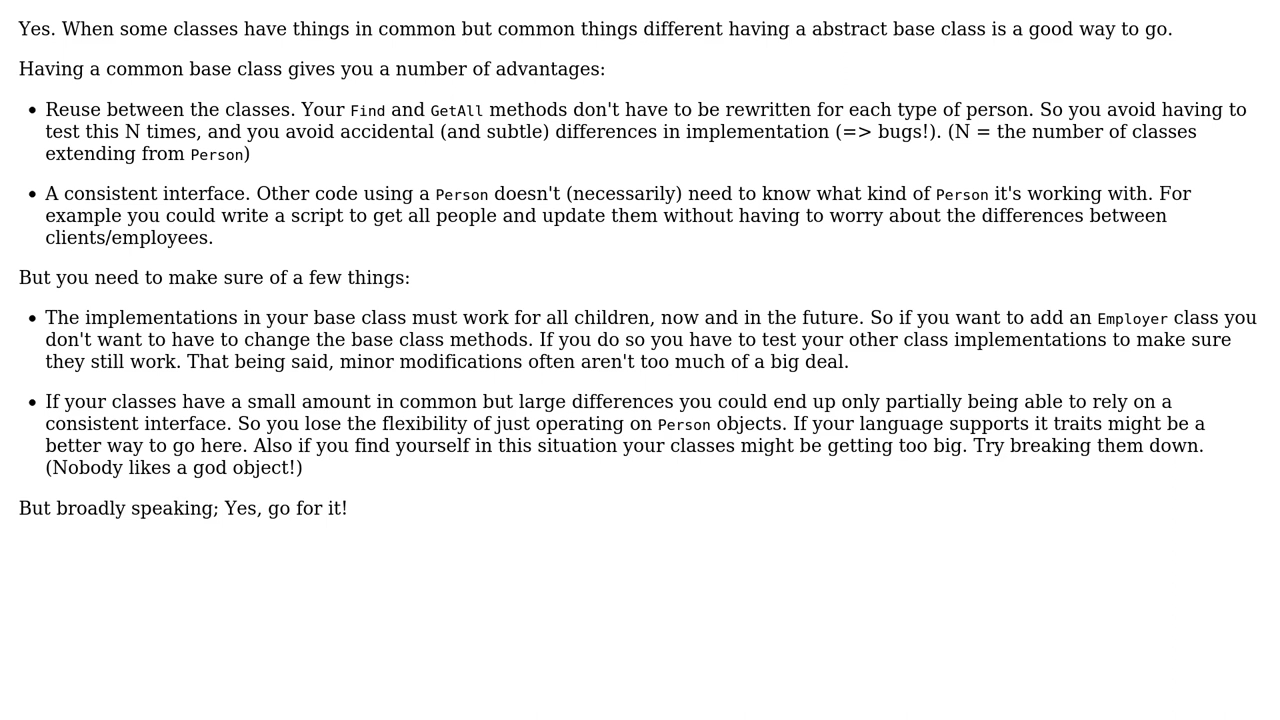 Yes. When some classes have things in common but common things different having a abstract base class is a good way to go.
Having a common base class gives you a number of advantages:
• Reuse between the classes. Your Find and GetAll methods don't have to be rewritten for each type of person. So you avoid having to
test this N times, and you avoid accidental (and subtle) differences in implementation (=> bugs!). (N = the number of classes
extending from Person)
• A consistent interface. Other code using a Person doesn't (necessarily) need to know what kind of Person it's working with. For
example you could write a script to get all people and update them without having to worry about the differences between
clients/employees.
But you need to make sure of a few things:
• The implementations in your base class must work for all children, now and in the future. So if you want to add an Employer class you
don't want to have to change the base class methods. If you do so you have to test your other class implementations to make sure
they still work. That being said, minor modifications often aren't too much of a big deal.
• If your classes have a small amount in common but large differences you could end up only partially being able to rely on a
consistent interface. So you lose the flexibility of just operating on Person objects. If your language supports it traits might be a
better way to go here. Also if you find yourself in this situation your classes might be getting too big. Try breaking them down.
(Nobody likes a god object!)
But broadly speaking; Yes, go for it!